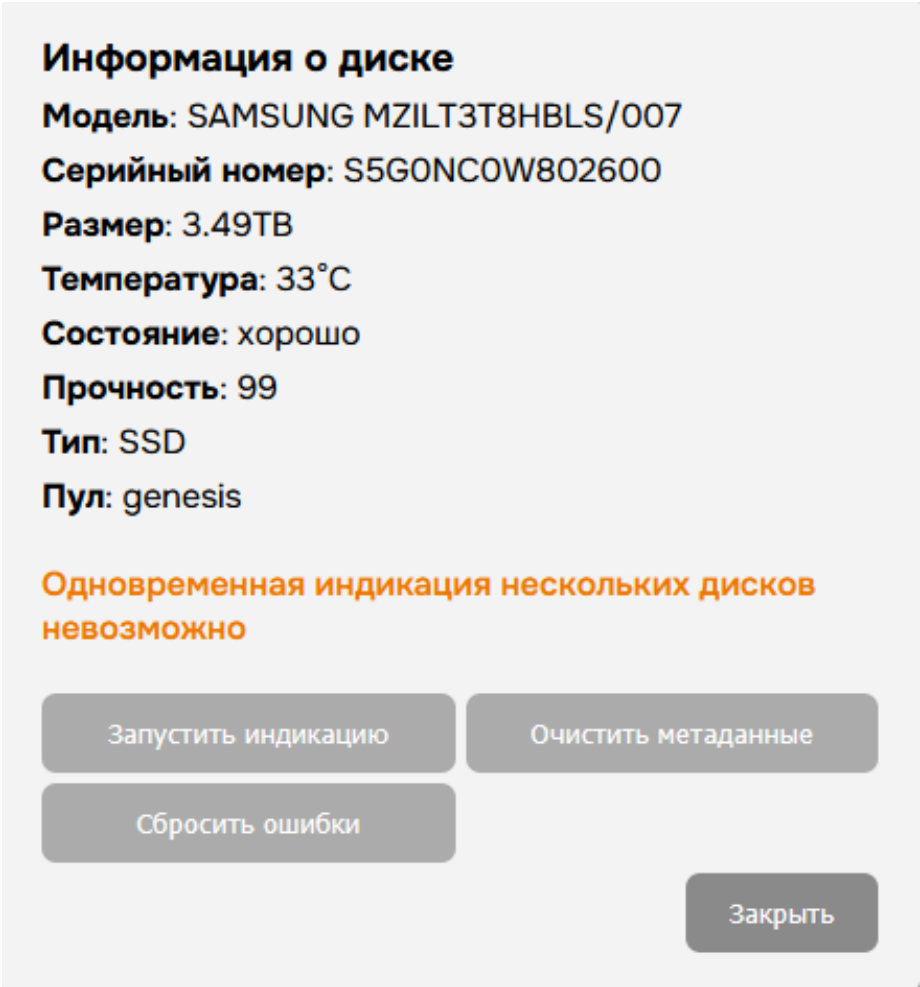 Информация о диске
Модель: SAMSUNG MZILT3T8HBLS/007
Серийный номер: S5G0NC0W802600
Размер: 3.49TB
Температура: 33°C
Состояние: хорошо
Прочность: 99
Тип: SSD
Пул: genesis
Одновременная индикация нескольких дисков
невозможно
Запустить индикацию
Очистить метаданные
Сбросить ошибки
Закрыть